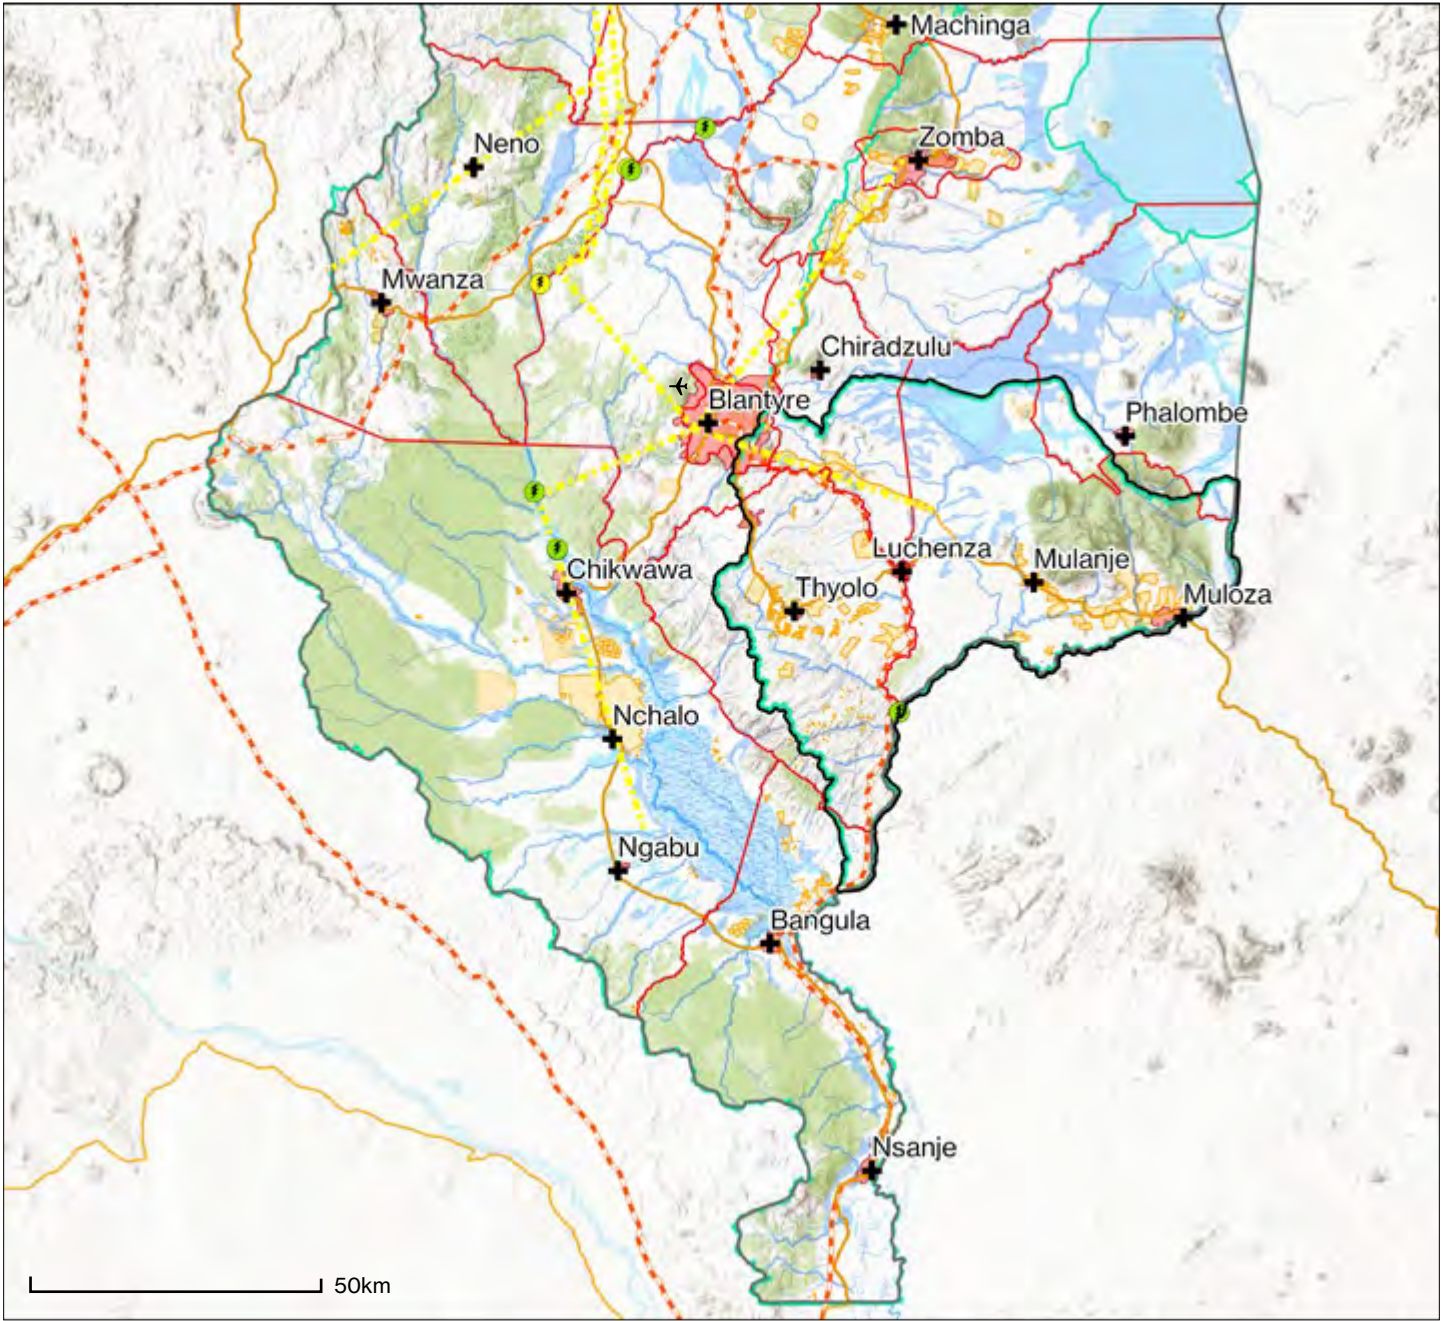 Machinga
Zomba
Neno
Mwanza
Chiradzulu
Blantyre
Phalombe
Luchenza
Mulanje
Chikwawa
Thyolo
Muloza
Nchalo
Ngabu
Bangula
Nsanje
50km